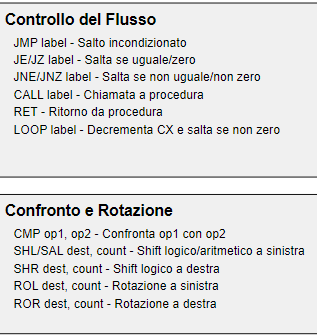 Controllo del Flusso
JMP label - Salto incondizionato
JE/JZ label - Salta se uguale/zero
JNE/JNZ label - Salta se non uguale/non zero
CALL label - Chiamata a procedura
RET - Ritorno da procedura
LOOP label - Decrementa CX e salta se non zero
Confronto e Rotazione
CMP op1, op2 - Confronta op1 con op2
SHL/SAL dest, count - Shift logico/aritmetico a sinistra
SHR dest, count - Shift logico a destra
ROL dest, count - Rotazione a sinistra
ROR dest, count - Rotazione a destra